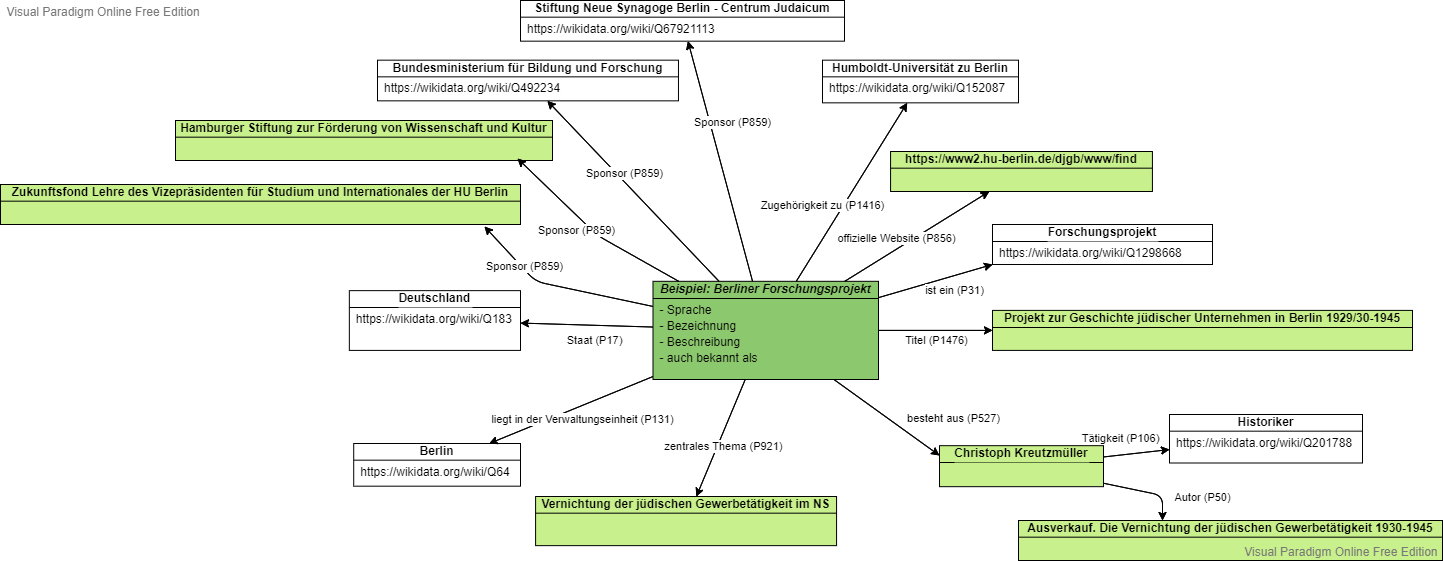 Visual Paradigm Online Free Edition
Stiftung Neue Synagoge Berlin - Centrum Judaicum
https://wikidata.org/wiki/Q67921113
Bundesministerium für Bildung und Forschung
https://wikidata.org/wiki/Q492234
Humboldt-Universität zu Berlin
https://wikidata.org/wiki/Q152087
Sponsor (P859)
Hamburger Stiftung zur Förderung von Wissenschaft und Kultur
https://www2.hu-berlin.de/djgb/www/find
Sponsor (P859)
Zukunftsfond Lehre des Vizepräsidenten für Studium und Internationales der HU Berlin
Zugehörigkeit zu (P1416)
Sponsor (P859)
offizielle Website (P856)
Forschungsprojekt
https://wikidata.org/wiki/Q1298668
Sponsor (P859)
ist ein (P31)
Beispiel: Berliner Forschungsprojekt
- Sprache
- Bezeichnung
- Beschreibung
- auch bekannt als
Deutschland
https://wikidata.org/wiki/Q183
Staat (P17)
Titel (P1476)
Projekt zur Geschichte jüdischer Unternehmen in Berlin 1929/30-1945
liegt in der Verwaltungseinheit (P131)
besteht aus (P527)
Berlin
https://wikidata.org/wiki/Q64
zentrales Thema (P921)
Christoph Kreutzmüller
Tätigkeit (P106)
Historiker
https://wikidata.org/wiki/Q201788
Vernichtung der jüdischen Gewerbetätigkeit im NS
Autor (P50)
Ausverkauf. Die Vernichtung der jüdischen Gewerbetätigkeit 1930-1945
Visual Paradigm Online Free Edition